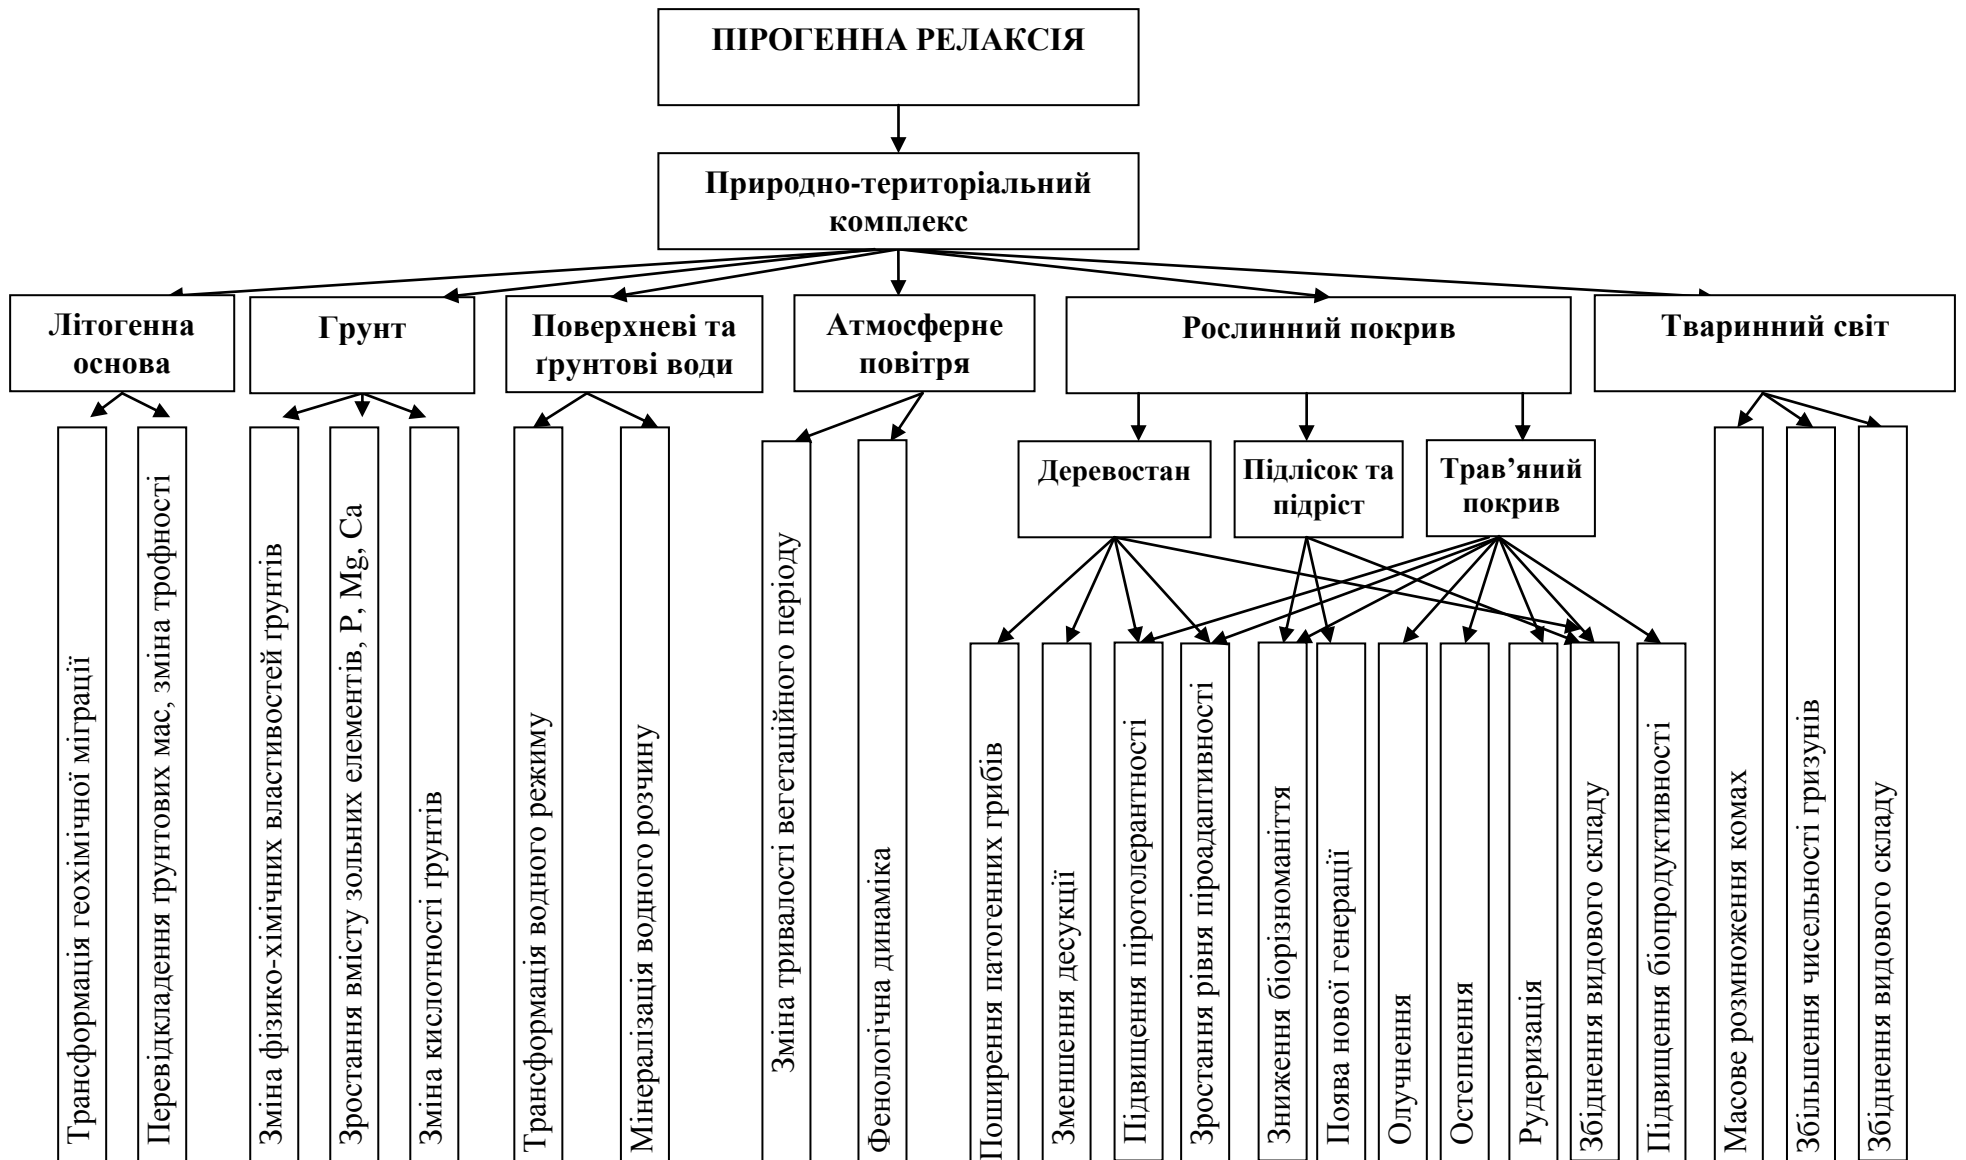 ПІРОГЕННА РЕЛАКСІЯ
Природно-територіальний
комплекс
Літогенна
основа
Грунт
Поверхневі та
ґрунтові води
Атмосферне
повітря
Рослинний покрив
Тваринний світ
Деревостан
Підлісок та
підріст
Трав’яний
покрив
Трансформація геохімічної міграції
Перевідкладення ґрунтових мас, зміна трофності
Зміна фізико-хімічних властивостей ґрунтів
Зростання вмісту зольних елементів, P, Mg, Ca
Зміна кислотності ґрунтів
Трансформація водного режиму
Мінералізація водного розчину
Зміна тривалості вегетаційного періоду
Фенологічна динаміка
Поширення патогенних грибів
Зменшення десукції
Підвищення піротолерантності
Зростання рівня піроадаптивності
Зниження біорізноманіття
Поява нової генерації
Олучнення
Остепнення
Рудеризація
Збіднення видового складу
Підвищення біопродуктивності
Масове розмноження комах
Збільшення чисельності гризунів
Збіднення видового складу